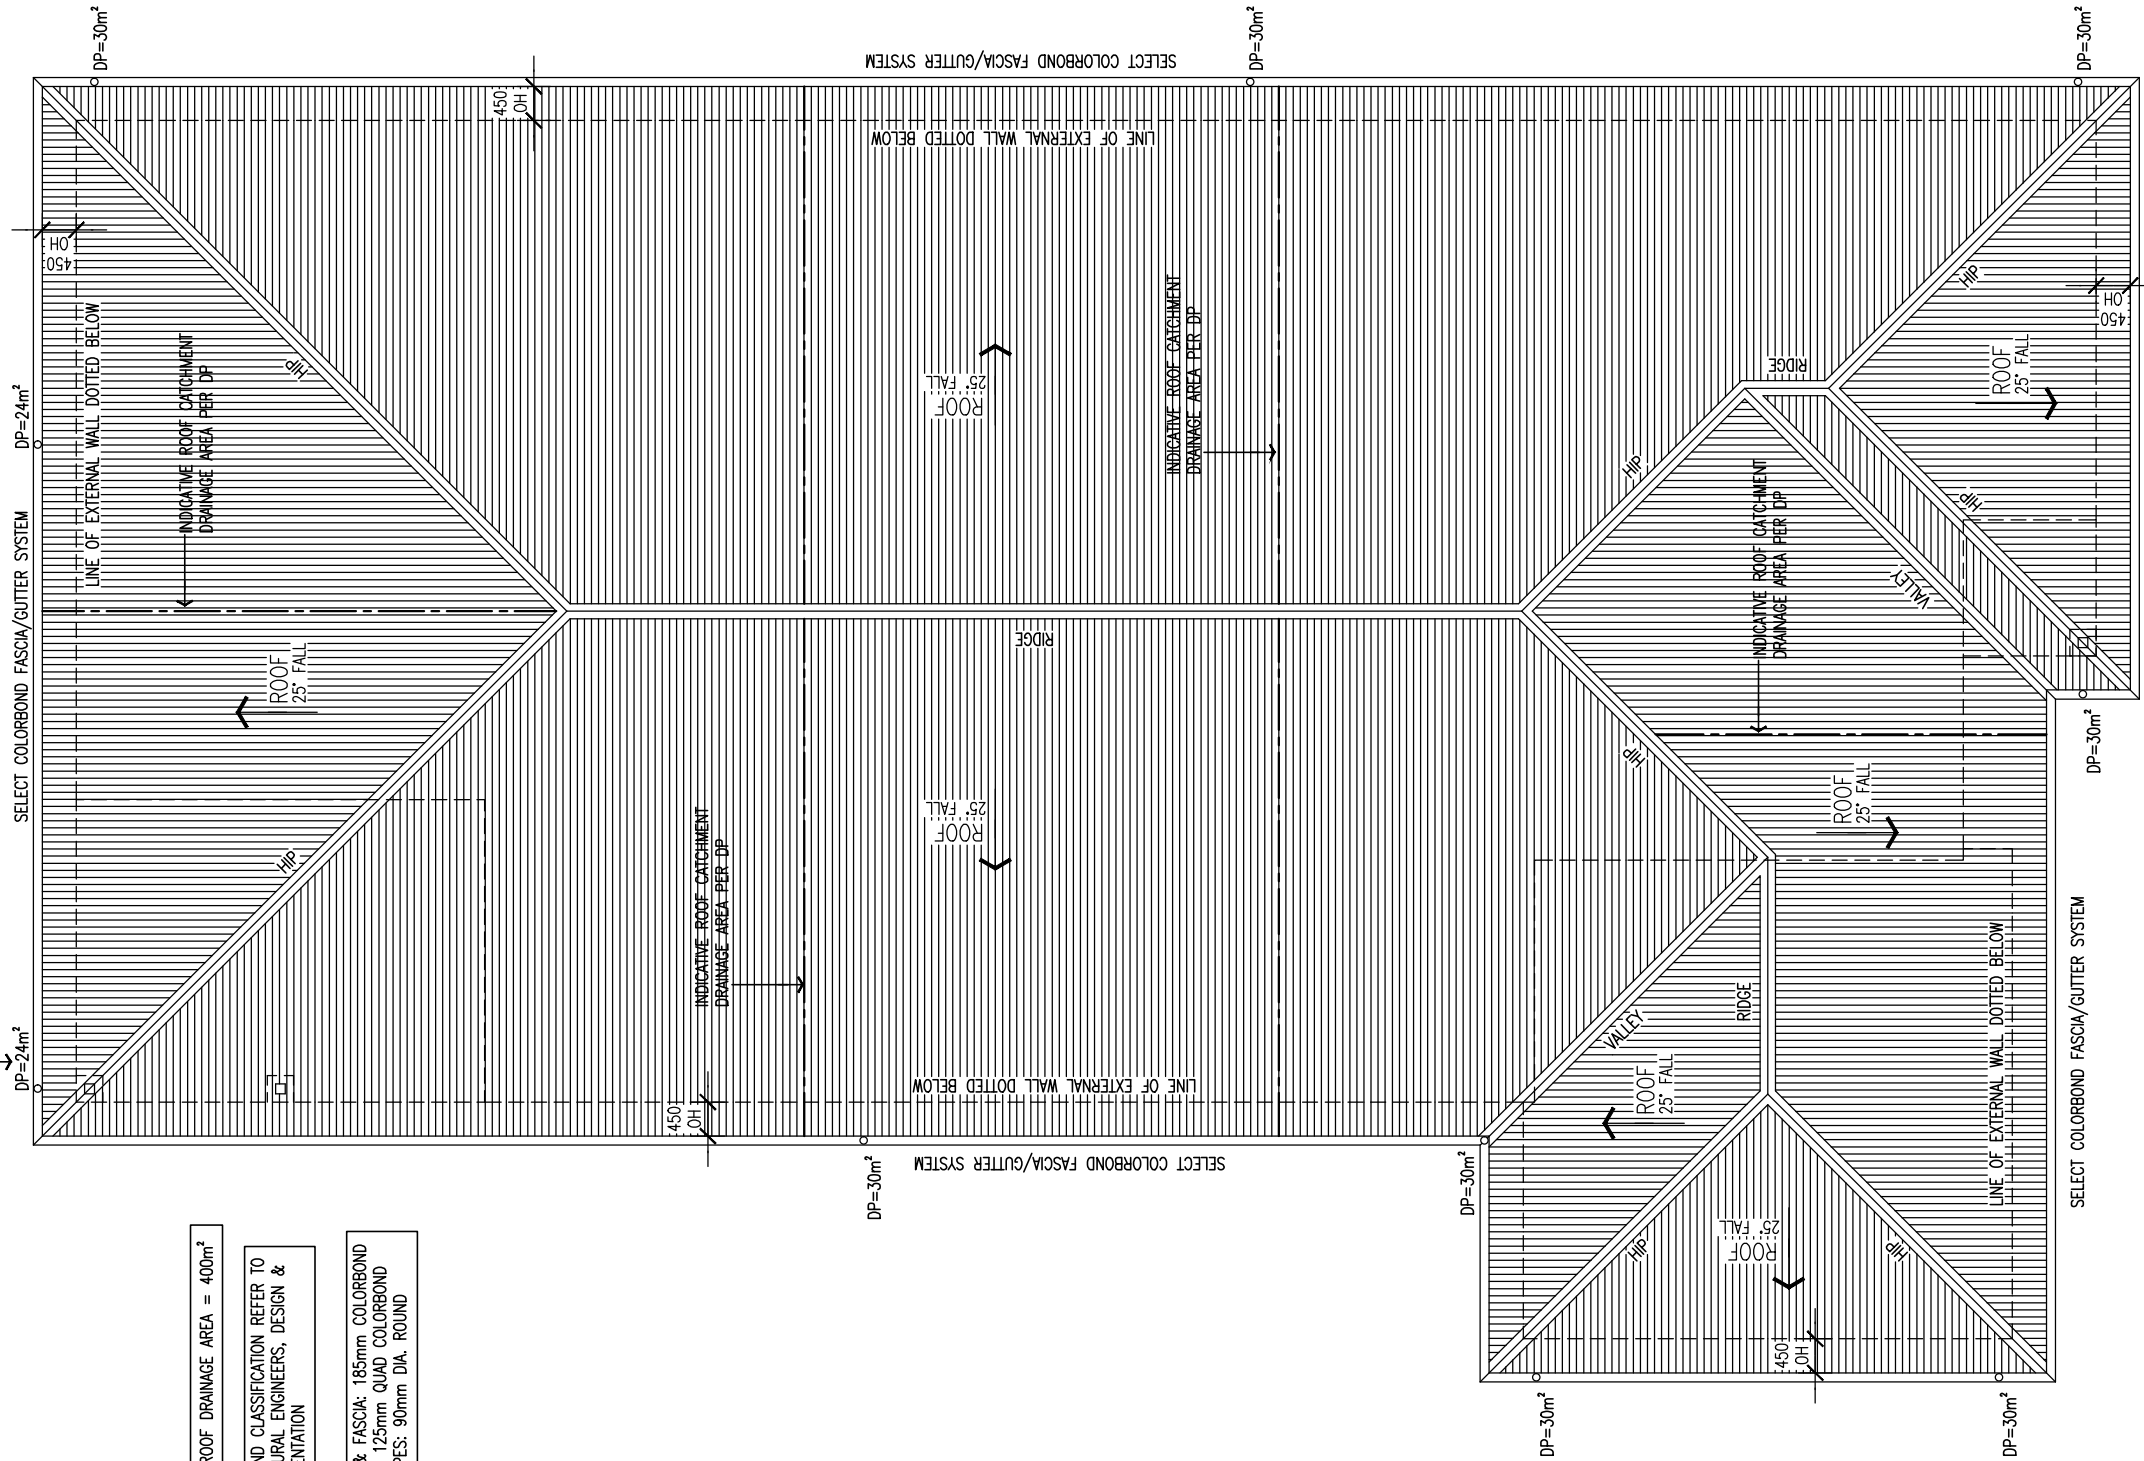 DP=30m²
DP=30m²
DP=30m²
SELECT COLORBOND FASCIA/GUTTER SYSTEM
450
OH
LINE OF EXTERNAL WALL DOTTED BELOW
OH
450
LINE OF EXTERNAL WALL DOTTED BELOW
INDICATIVE ROOF CATCHMENT
DRAINAGE AREA PER DP
HIP
DP=24m²
SELECT COLORBOND FASCIA/GUTTER SYSTEM
ROOF
25° FALL
INDICATIVE ROOF CATCHMENT
DRAINAGE AREA PER DP
HIP
OH
450
ROOF
25° FALL
RIDGE
HIP
HIP
INDICATIVE ROOF CATCHMENT
DRAINAGE AREA PER DP
VALLEY
RIDGE
ROOF
25° FALL
HIP
ROOF
25° FALL
DP=30m²
ROOF
25° FALL
HIP
INDICATIVE ROOF CATCHMENT
DRAINAGE AREA PER DP
LINE OF EXTERNAL WALL DOTTED BELOW
SELECT COLORBOND FASCIA/GUTTER SYSTEM
RIDGE
VALLEY
DP=24m²
450
OH
LINE OF EXTERNAL WALL DOTTED BELOW
ROOF
25° FALL
DP=30m²
SELECT COLORBOND FASCIA/GUTTER SYSTEM
DP=30m²
HIP
ROOF
25° FALL
HIP
450
OH
DP=30m²
DP=30m²
ROOF DRAINAGE AREA = 400m²
CLASSIFICATION REFER TO
ENGINEERS, DESIGN &
& FASCIA: 185mm COLORBOND
125mm QUAD COLORBOND
90mm DIA. ROUND